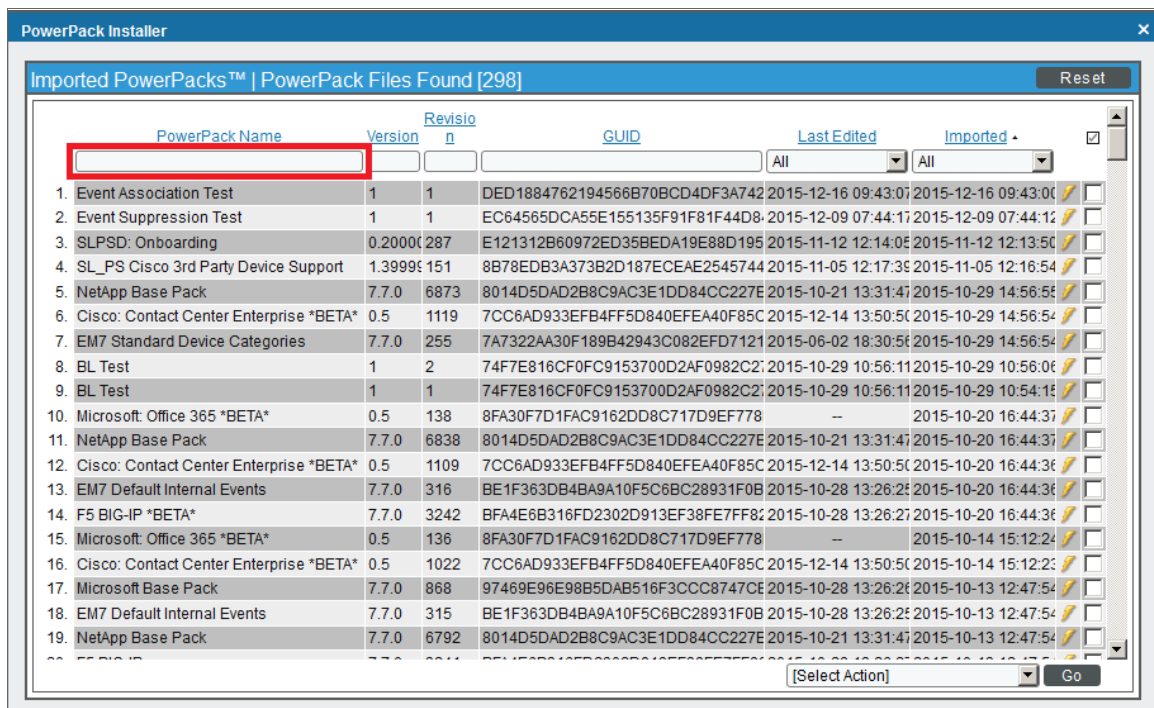 PowerPack Installer
Imported PowerPacks™ | PowerPack Files Found [298] Reset
PowerPack Name Version Revisio n GUID Last Edited Imported
All All
1. Event Association Test 1 1 DED1884762194566B70BCD4DF3A742 2015-12-16 09:43:07 2015-12-16 09:43:00
2. Event Suppression Test 1 1 EC64565DCA55E155135F91F81F44D8 2015-12-09 07:44:17 2015-12-09 07:44:12
3. SLPSD: Onboarding 0.2000 287 E121312B60972ED35BEDA19E88D195 2015-11-12 12:14:05 2015-11-12 12:13:50
4. SL_PS Cisco 3rd Party Device Support 1.3999 151 8B78EDB3A373B2D187ECEAE2545744 2015-11-05 12:17:39 2015-11-05 12:16:54
5. NetApp Base Pack 7.7.0 6873 8014D5DAD2B8C9AC3E1DD84CC227E 2015-10-21 13:31:47 2015-10-29 14:56:55
6. Cisco: Contact Center Enterprise *BETA* 0.5 1119 7CC6AD933EFB4FF5D840EFEA40F85C 2015-12-14 13:50:50 2015-10-29 14:56:54
7. EM7 Standard Device Categories 7.7.0 255 7A7322AA30F189B42943C082EFD7121 2015-06-02 18:30:56 2015-10-29 14:56:54
8. BL Test 1 2 74F7E816CF0FC9153700D2AF0982C2 2015-10-29 10:56:11 2015-10-29 10:56:06
9. BL Test 1 1 74F7E816CF0FC9153700D2AF0982C2 2015-10-29 10:56:11 2015-10-29 10:54:15
10. Microsoft: Office 365 *BETA* 0.5 138 8FA30F7D1FAC9162DD8C717D9EF778 -- 2015-10-20 16:44:37
11. NetApp Base Pack 7.7.0 6838 8014D5DAD2B8C9AC3E1DD84CC227E 2015-10-21 13:31:47 2015-10-20 16:44:37
12. Cisco: Contact Center Enterprise *BETA* 0.5 1109 7CC6AD933EFB4FF5D840EFEA40F85C 2015-12-14 13:50:50 2015-10-20 16:44:36
13. EM7 Default Internal Events 7.7.0 316 BE1F363DB4BA9A10F5C6BC28931F0B 2015-10-28 13:26:25 2015-10-20 16:44:36
14. F5 BIG-IP *BETA* 7.7.0 3242 BFA4E6B316FD2302D913EF38FE7FF82 2015-10-28 13:26:27 2015-10-20 16:44:36
15. Microsoft: Office 365 *BETA* 0.5 136 8FA30F7D1FAC9162DD8C717D9EF778 -- 2015-10-14 15:12:24
16. Cisco: Contact Center Enterprise *BETA* 0.5 1022 7CC6AD933EFB4FF5D840EFEA40F85C 2015-12-14 13:50:50 2015-10-14 15:12:23
17. Microsoft Base Pack 7.7.0 868 97469E96E98B5DAB516F3CCC8747CE 2015-10-28 13:26:26 2015-10-13 12:47:54
18. EM7 Default Internal Events 7.7.0 315 BE1F363DB4BA9A10F5C6BC28931F0B 2015-10-28 13:26:25 2015-10-13 12:47:54
19. NetApp Base Pack 7.7.0 6792 8014D5DAD2B8C9AC3E1DD84CC227E 2015-10-21 13:31:47 2015-10-13 12:47:54
[Select Action] Go